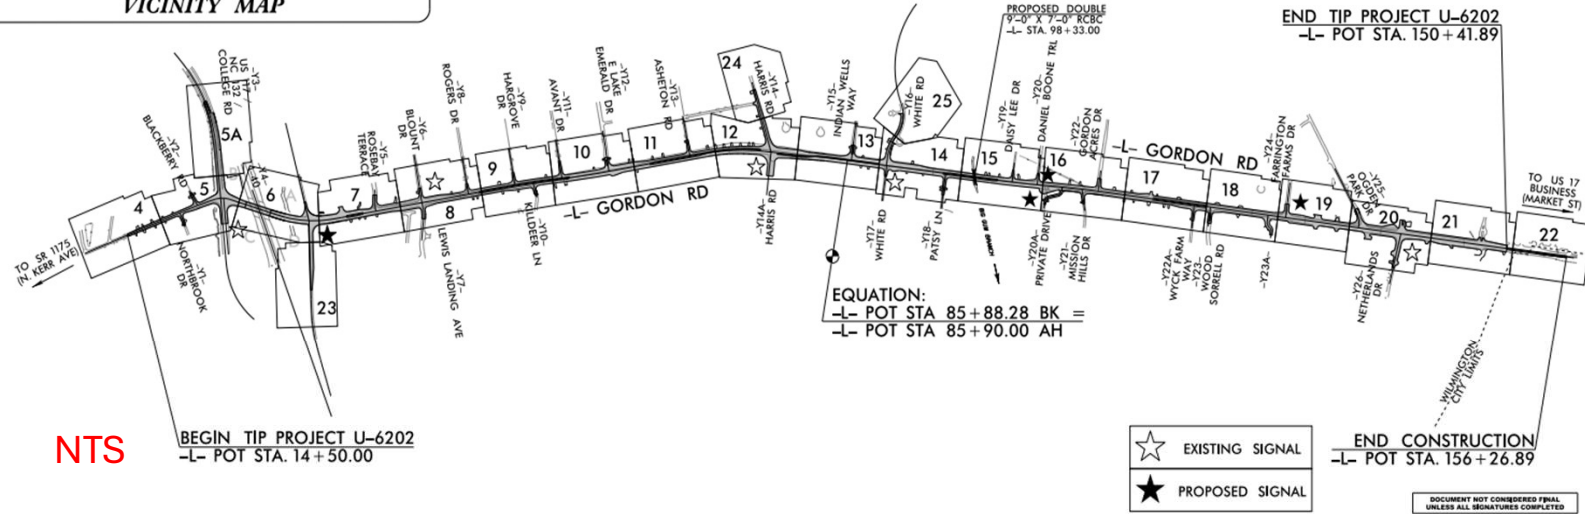 VICINITY MAP
PROPOSED DOUBLE
9'-0" X 7'-0" RCBC
-L- STA. 98+33.00
END TIP PROJECT U-6202
-L- POT STA. 150+41.89
-Y3-
US 117 /
NC 132 /
COLLEGE RD
-Y2-
BLACKBERRY RD
5A
-Y4-
I-40
-Y5-
ROSEBAY
TERRACE
-Y6-
BLOUNT
DR
-Y8-
ROGERS DR
-Y9-
HARGROVE
DR
-Y11-
AVANT DR
-Y12-
E LAKE
EMERALD DR
-Y13-
ASHETON RD
24
-Y14-
HARRIS RD
-Y15-
INDIAN WELLS
WAY
-Y16-
WHITE RD
25
-Y19-
DAISY LEE DR
-Y20-
DANIEL BOONE TRL
-Y22-
GORDON
ACRES DR
-L- GORDON RD
-Y24-
FARRINGTON
FARMS DR
-Y25-
OGDEN
PARK DR
TO US 17
BUSINESS
(MARKET ST)
4
5
6
7
8
9
10
11
12
13
14
15
16
17
18
19
20
21
22
23
-L- GORDON RD
TO SR 1175
(N. KERR AVE)
-Y1-
NORTHBROOK
DR
LEWIS LANDING AVE
-Y7-
-Y10-
KILLDEER LN
-Y14A-
HARRIS RD
-Y17-
WHITE RD
-Y18-
PATSY LN
-Y20A-
PRIVATE DRIVE
-Y21-
MISSION
HILLS DR
-Y22A-
WYCK FARM
WAY
-Y23-
WOOD
SORRELL RD
-Y23A-
-Y26-
NETHERLANDS
DR
EQUATION:
-L- POT STA 85+88.28 BK =
-L- POT STA 85+90.00 AH
WILMINGTON
CITY LIMITS
NTS
BEGIN TIP PROJECT U-6202
-L- POT STA. 14+50.00
EXISTING SIGNAL
PROPOSED SIGNAL
END CONSTRUCTION
-L- POT STA. 156+26.89
DOCUMENT NOT CONSIDERED FINAL
UNLESS ALL SIGNATURES COMPLETED